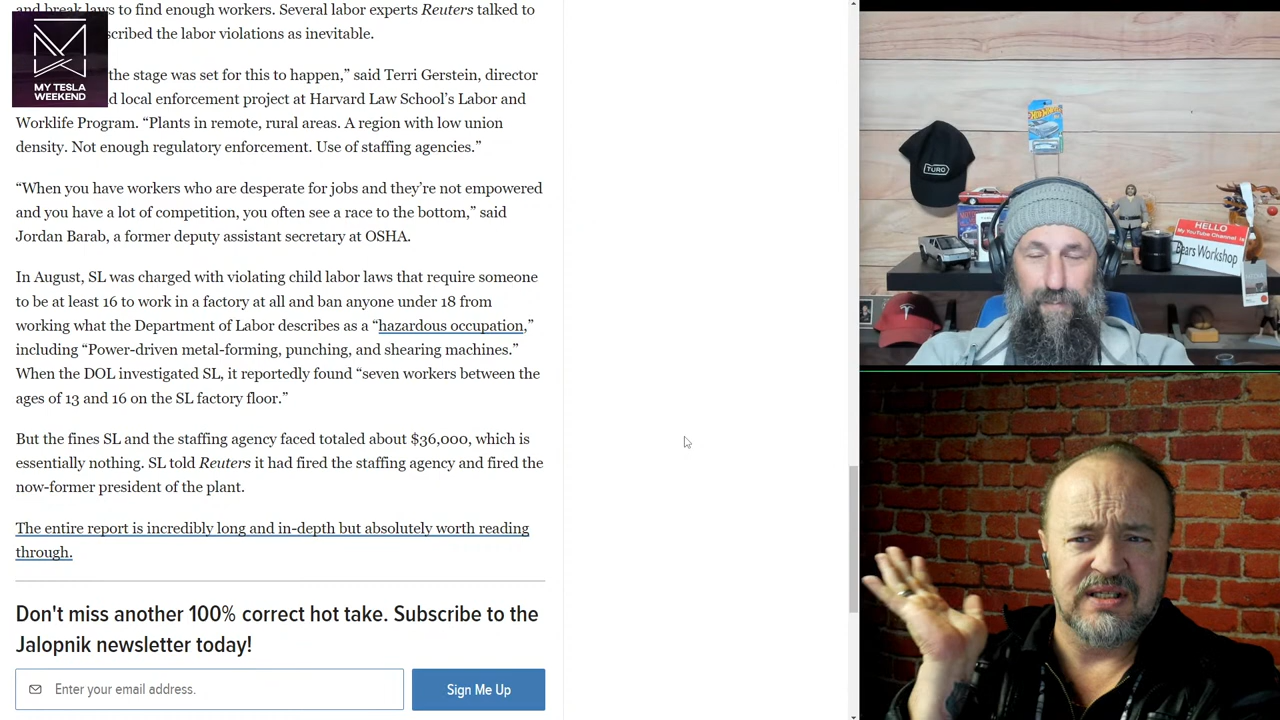 and break laws to find enough workers. Several labor experts Reuters talked to
scribed the labor violations as inevitable.
MY TESLA
WEEKEND
the stage was set for this to happen,” said Terri Gerstein, director
local enforcement project at Harvard Law School’s Labor and
Worklife Program. “Plants in remote, rural areas. A region with low union
density. Not enough regulatory enforcement. Use of staffing agencies.”
“When you have workers who are desperate for jobs and they’re not empowered
and you have a lot of competition, you often see a race to the bottom,” said
Jordan Barab, a former deputy assistant secretary at OSHA.
In August, SL was charged with violating child labor laws that require someone
to be at least 16 to work in a factory at all and ban anyone under 18 from
working what the Department of Labor describes as a “hazardous occupation,”
including “Power-driven metal-forming, punching, and shearing machines.”
When the DOL investigated SL, it reportedly found “seven workers between the
ages of 13 and 16 on the SL factory floor.”
But the fines SL and the staffing agency faced totaled about $36,000, which is
essentially nothing. SL told Reuters it had fired the staffing agency and fired the
now-former president of the plant.
The entire report is incredibly long and in-depth but absolutely worth reading
through.
Don't miss another 100% correct hot take. Subscribe to the
Jalopnik newsletter today!
Enter your email address.
Sign Me Up
HOT WHEELS
TURO
HELLO
My YouTube Channel is
Bears Workshop